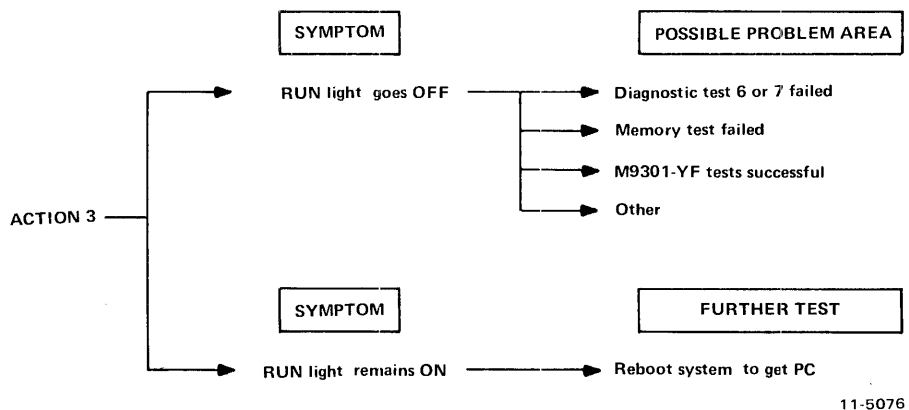 SYMPTOM
POSSIBLE PROBLEM AREA
RUN light goes OFF
Diagnostic test 6 or 7 failed
Memory test failed
M9301-YF tests successful
Other
ACTION 3
SYMPTOM
FURTHER TEST
RUN light remains ON
Reboot system to get PC
11-5076